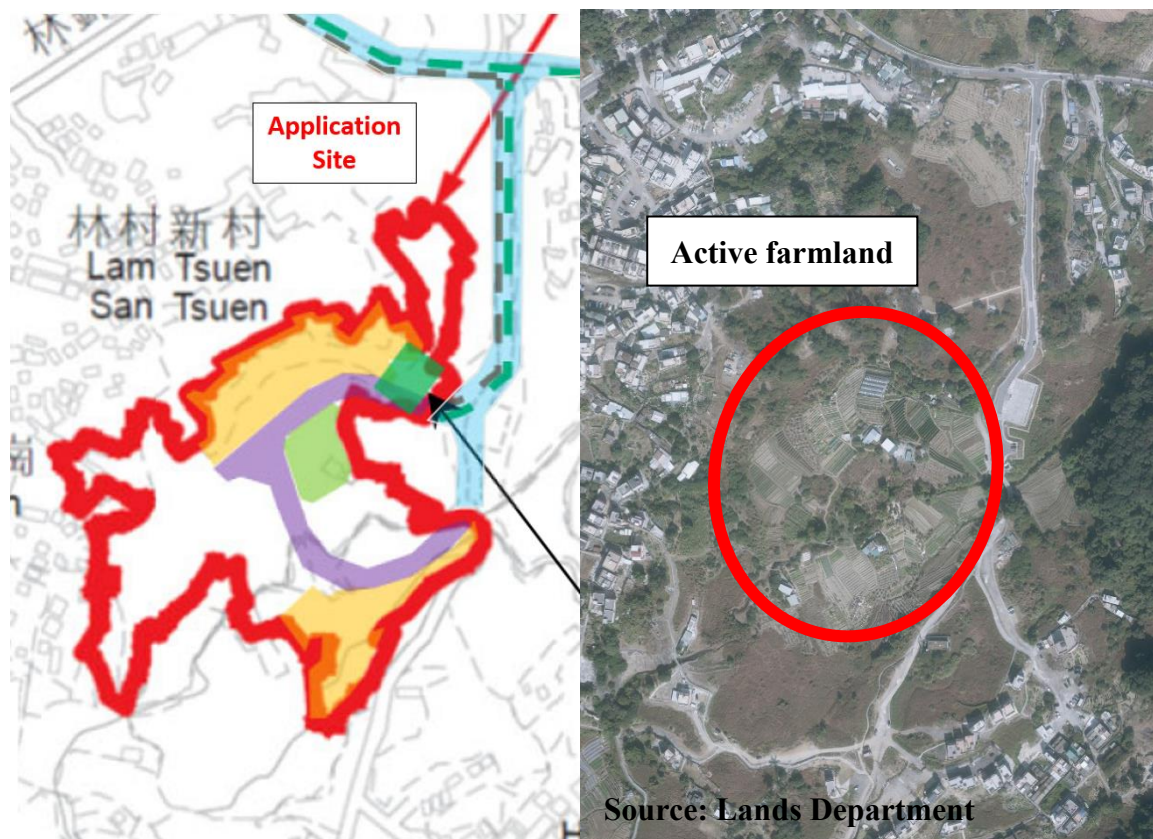 Application
Site
林村新村
Lam Tsuen
San Tsuen
Active farmland
Source: Lands Department